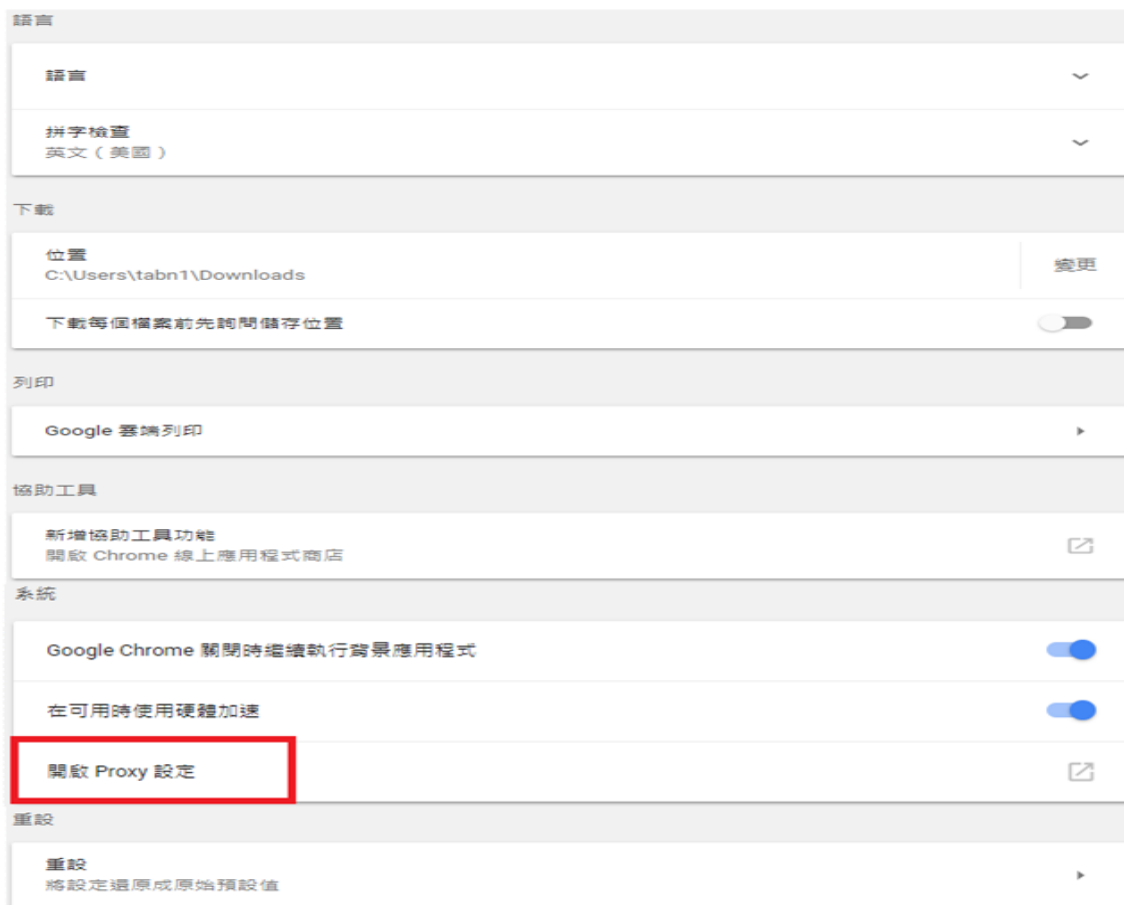 語言
語言
拼字檢查
英文（美國）
下載
位置
C:\Users\tabn1\Downloads
變更
下載每個檔案前先詢問儲存位置
列印
Google 雲端列印
協助工具
新增協助工具功能
開啟 Chrome 線上應用程式商店
系統
Google Chrome 關閉時繼續執行背景應用程式
在可用時使用硬體加速
開啟 Proxy 設定
重設
重設
將設定還原成原始預設值